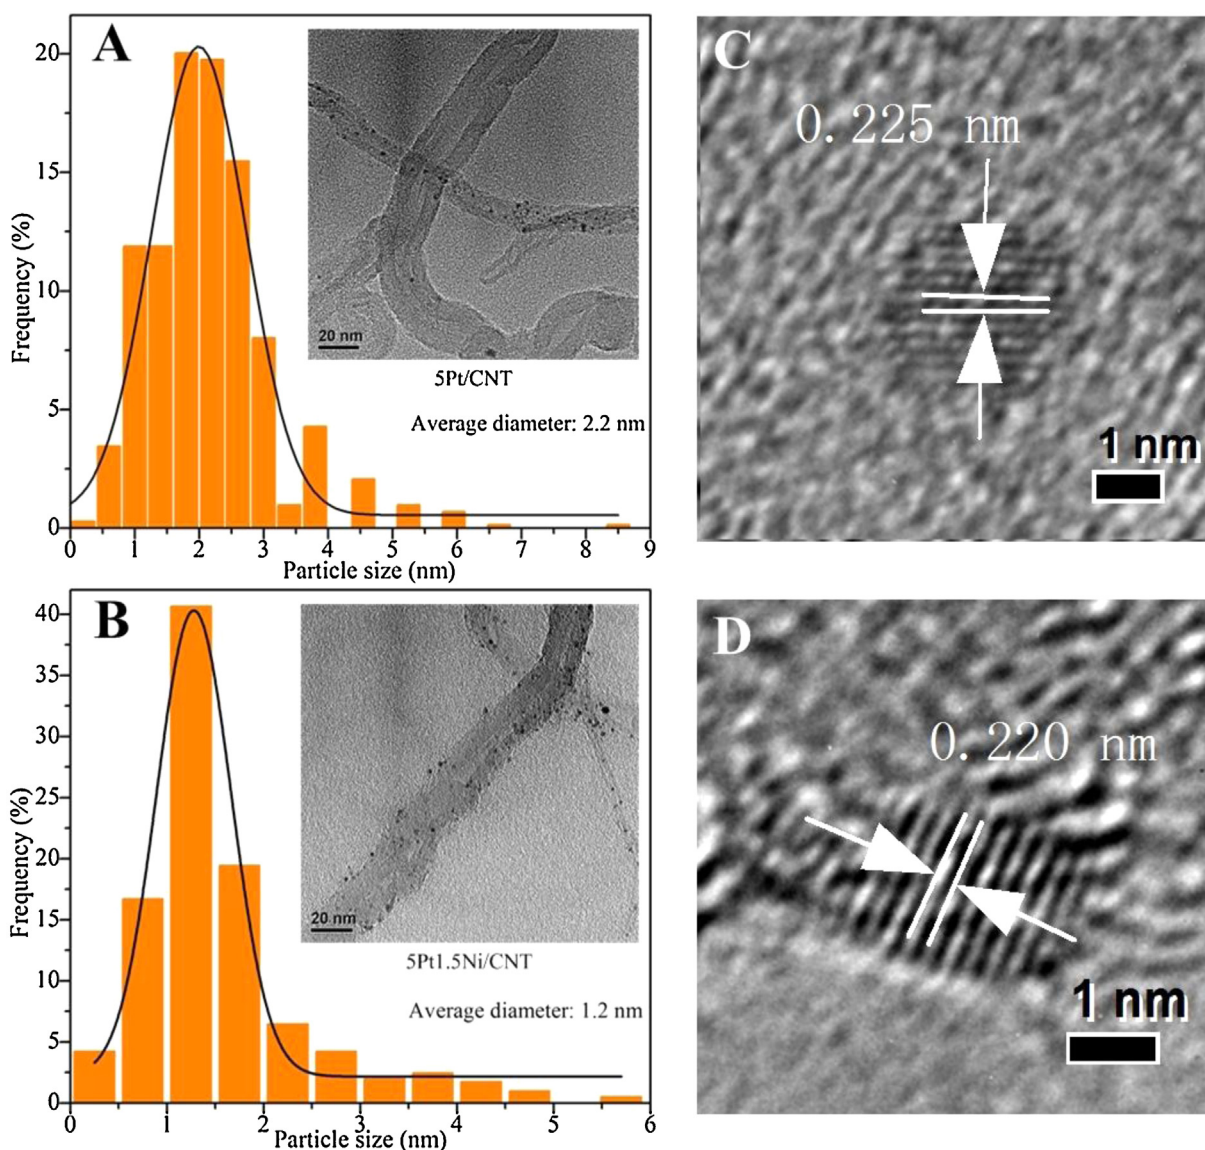 A
20
15
10
5
0
Frequency (%)
20 nm
5Pt/CNT
Average diameter: 2.2 nm
0 1 2 3 4 5 6 7 8 9
Particle size (nm)
B
40
35
30
25
20
15
10
5
0
Frequency (%)
20 nm
5Pt1.5Ni/CNT
Average diameter: 1.2 nm
0 1 2 3 4 5 6
Particle size (nm)
C
0.225 nm
1 nm
D
0.220 nm
1 nm